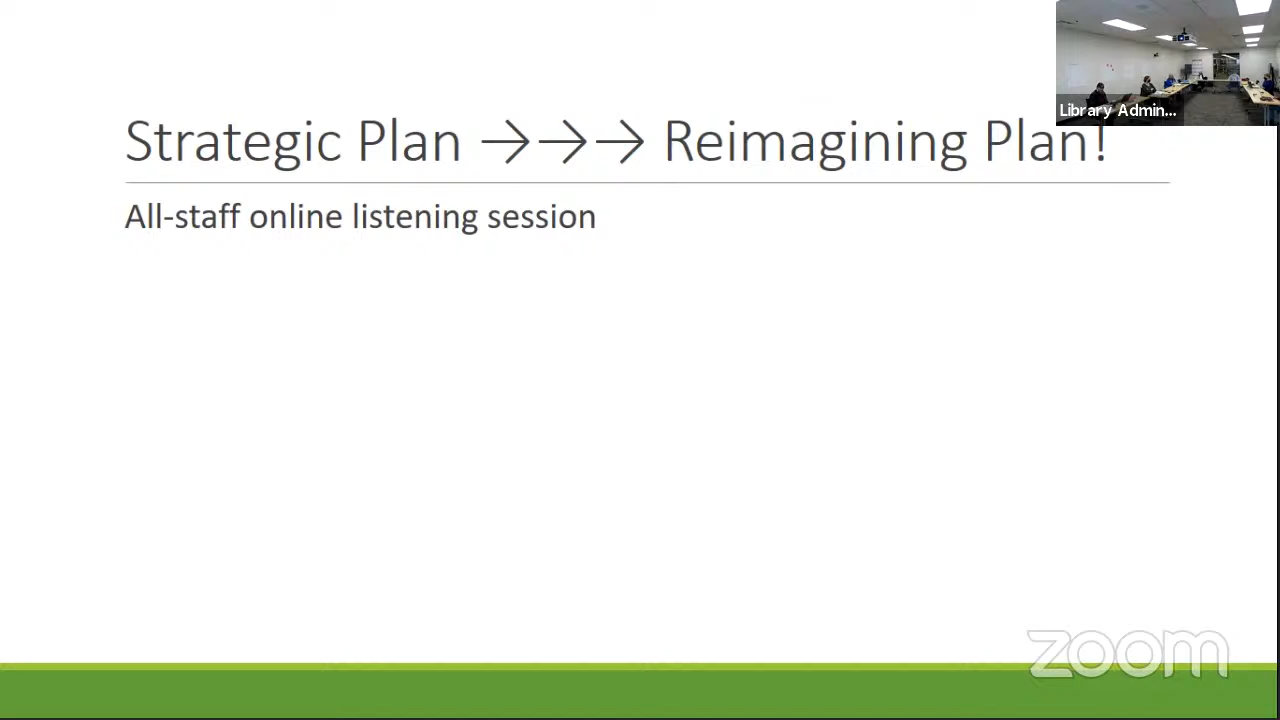 Library Admin...
Strategic Plan →→→ Reimagining Plan!
All-staff online listening session
zoom